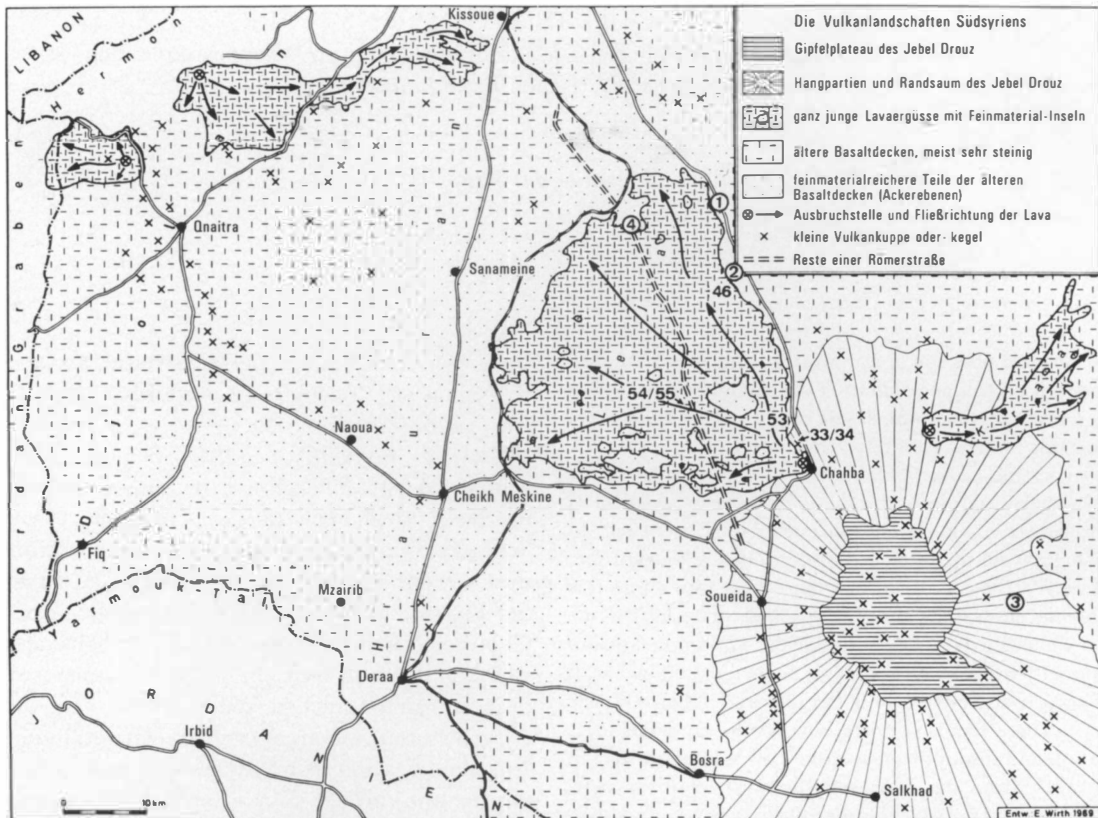 Die Vulkanlandschaften Südsyriens
Gipfelplateau des Jebel Drouz
Hangpartien und Randsaum des Jebel Drouz
ganz junge Lavaergüsse mit Feinmaterial-Inseln
ältere Basaltdecken, meist sehr steinig
feinmaterialreichere Teile der älteren
Basaltdecken (Ackerebenen)
Ausbruchstelle und Fließrichtung der Lava
kleine Vulkankuppe oder-kegel
Reste einer Römerstraße
LIBANON
Hermon
Kissoue
Qnaitra
Sanameine
1
4
2
46
54/55
53
33/34
Chahba
Leja
Naoua
Cheikh Meskine
Jordangraben
Fiq
Yarmouk-Tal
Mzairib
Hauran
Soueida
3
Deraa
JORDANIEN
Irbid
Bosra
Salkhad
0 10 km
Entw. E. Wirth 1969